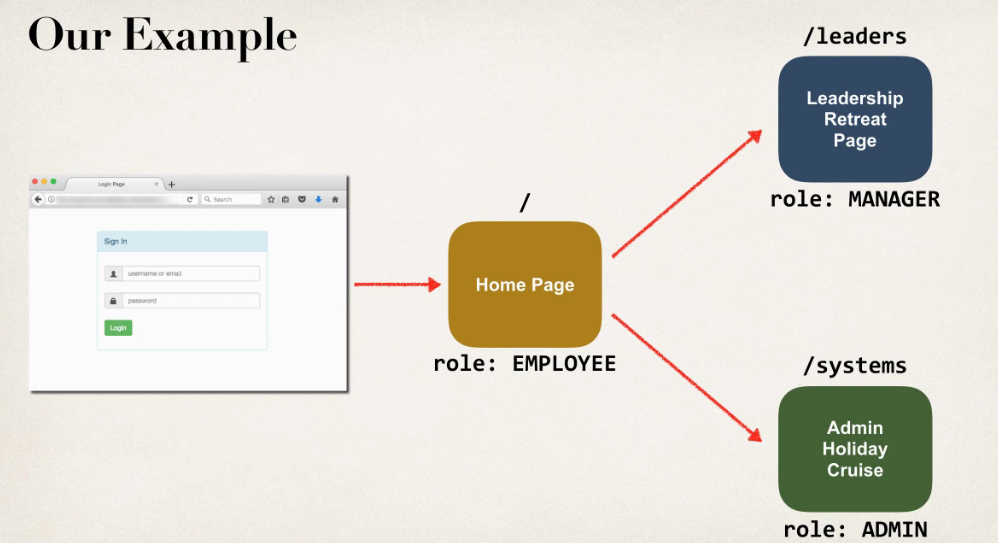 Our Example
Login Page
Search
Sign In
username or email
password
Login
/
Home Page
role: EMPLOYEE
/leaders
Leadership
Retreat
Page
role: MANAGER
/systems
Admin
Holiday
Cruise
role: ADMIN